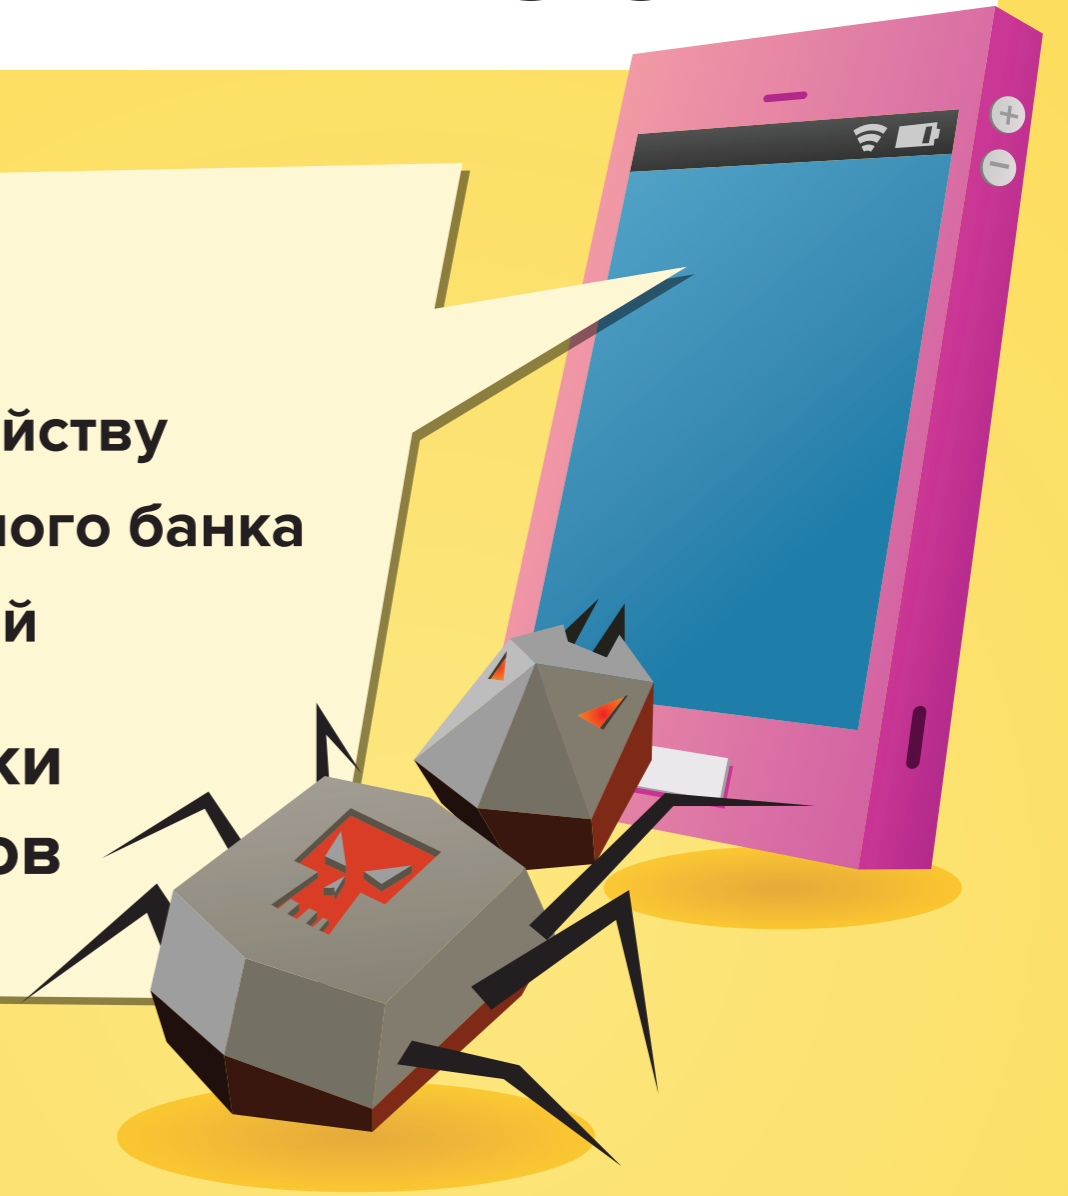 йству
ного банка
й
ки
ов